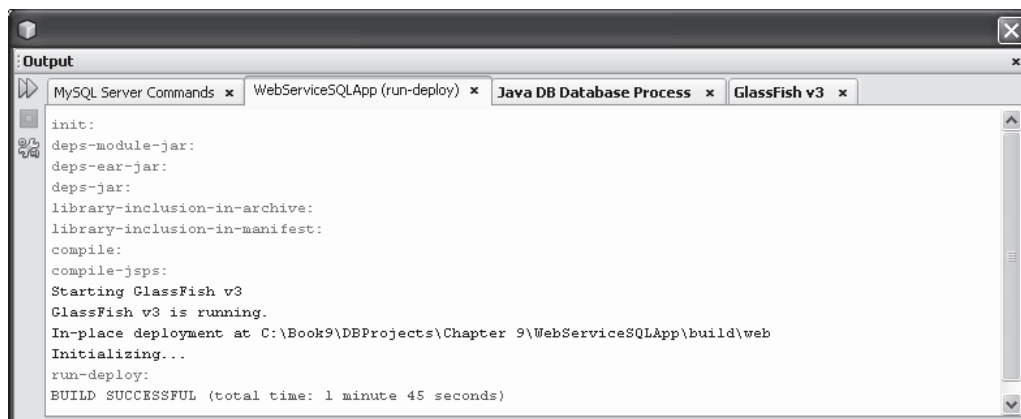 Output
MySQL Server Commands WebServiceSQLApp (run-deploy) Java DB Database Process GlassFish v3
init:
deps-module-jar:
deps-ear-jar:
deps-jar:
library-inclusion-in-archive:
library-inclusion-in-manifest:
compile:
compile-jsps:
Starting GlassFish v3
GlassFish v3 is running.
In-place deployment at C:\Book9\DBProjects\Chapter 9\WebServiceSQLApp\build\web
Initializing...
run-deploy:
BUILD SUCCESSFUL (total time: 1 minute 45 seconds)